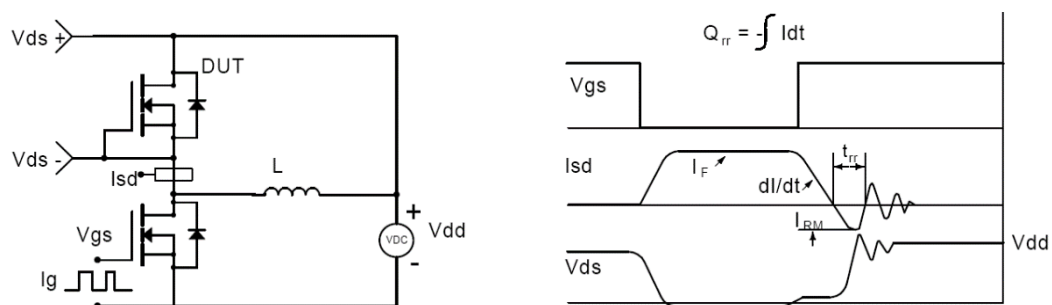 Vds +
DUT
Vds -
Isd
L
Vgs
Ig
+
VDC
-
Vdd
Q rr = - ∫ Idt
Vgs
Isd
I F
dI/dt
t rr
I RM
Vds
Vdd